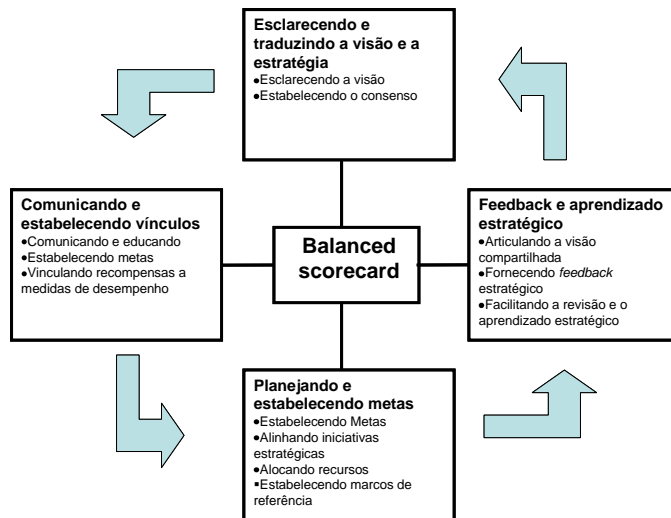 Esclarecendo e
traduzindo a visão e a
estratégia
•Esclarecendo a visão
•Estabelecendo o consenso
Comunicando e
estabelecendo vínculos
•Comunicando e educando
•Estabelecendo metas
•Vinculando recompensas a
medidas de desempenho
Balanced
scorecard
Feedback e aprendizado
estratégico
•Articulando a visão
compartilhada
•Fornecendo feedback
estratégico
•Facilitando a revisão e o
aprendizado estratégico
Planejando e
estabelecendo metas
•Estabelecendo Metas
•Alinhando iniciativas
estratégicas
•Alocando recursos
▪Estabelecendo marcos de
referência